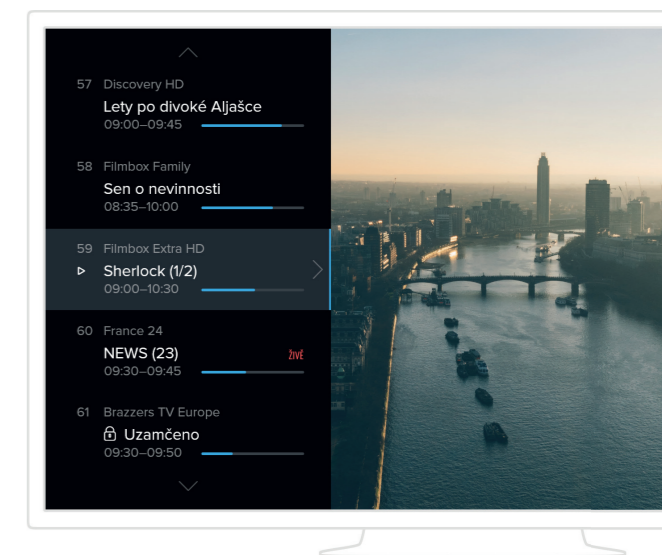 57 Discovery HD
Lety po divoké Aljašce
09:00–09:45
58 Filmbox Family
Sen o nevinnosti
08:35–10:00
59 Filmbox Extra HD
Sherlock (1/2)
09:00–10:30
60 France 24
NEWS (23) ŽIVĚ
09:30–09:45
61 Brazzers TV Europe
Uzamčeno
09:30–09:50